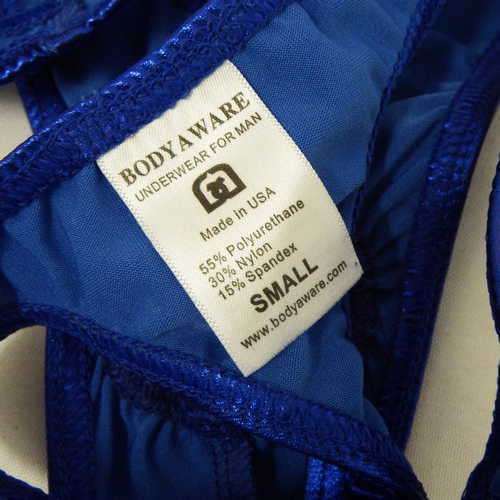 BODYAWARE
UNDERWEAR FOR MAN
Made in USA
55% Polyurethane
30% Nylon
15% Spandex
SMALL
www.bodyaware.com